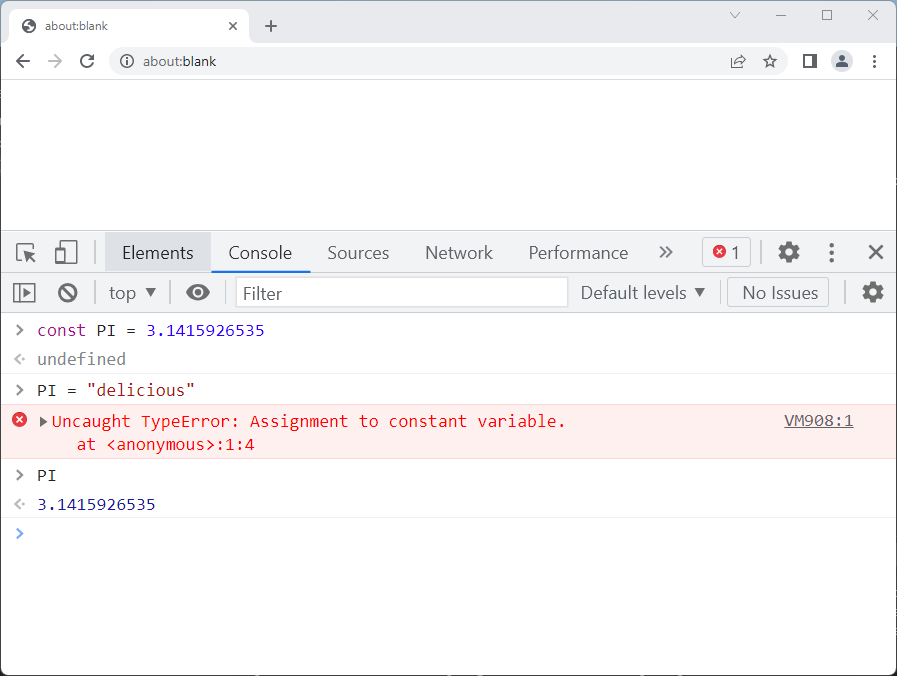 about:blank
about:blank
Elements Console Sources Network Performance 1
top Filter Default levels No Issues
const PI = 3.1415926535
undefined
PI = "delicious"
Uncaught TypeError: Assignment to constant variable. VM908:1
at <anonymous>:1:4
PI
3.1415926535